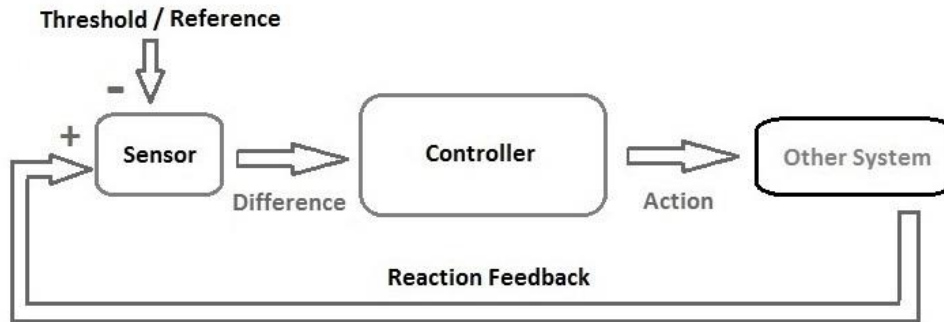 Threshold / Reference
-
+
Sensor
Difference
Controller
Action
Other System
Reaction Feedback